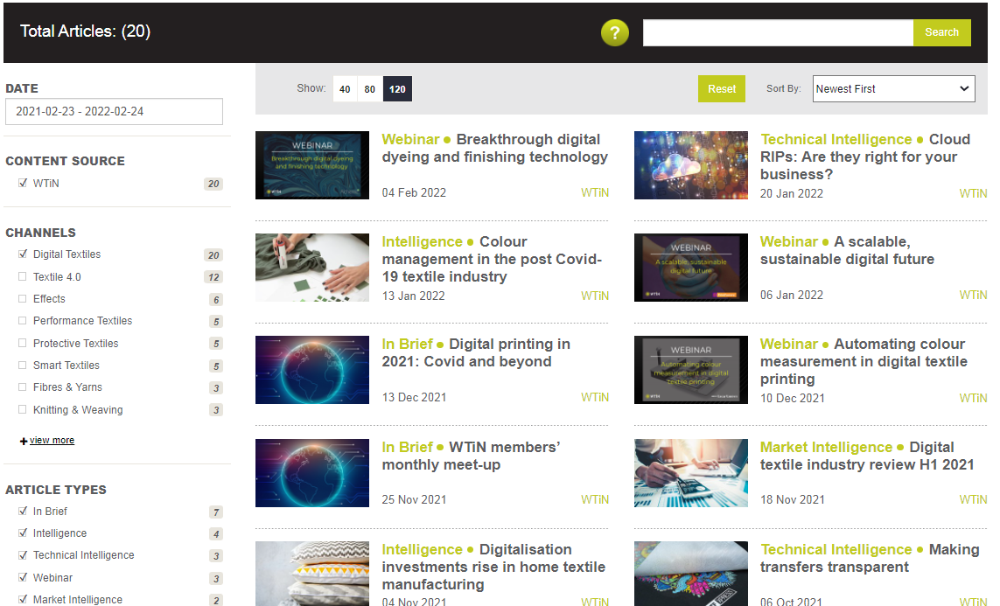 Total Articles: (20)
?
Search
DATE
2021-02-23 - 2022-02-24
CONTENT SOURCE
WTiN
20
CHANNELS
Digital Textiles
20
Textile 4.0
12
Effects
6
Performance Textiles
5
Protective Textiles
5
Smart Textiles
5
Fibres & Yarns
3
Knitting & Weaving
3
+ view more
ARTICLE TYPES
In Brief
7
Intelligence
4
Technical Intelligence
3
Webinar
3
Market Intelligence
2
Show:
40
80
120
Reset
Sort By:
Newest First
WEBINAR
Breakthrough digital dyeing
and finishing technology
WTiN
Webinar • Breakthrough digital
dyeing and finishing technology
04 Feb 2022
WTiN
Technical Intelligence • Cloud
RIPs: Are they right for your
business?
20 Jan 2022
WTiN
Intelligence • Colour
management in the post Covid-
19 textile industry
13 Jan 2022
WTiN
WEBINAR
A scalable, sustainable
digital future
WTiN
Webinar • A scalable,
sustainable digital future
06 Jan 2022
WTiN
In Brief • Digital printing in
2021: Covid and beyond
13 Dec 2021
WTiN
WEBINAR
Automating colour
measurement in digital
textile printing
WTiN
Webinar • Automating colour
measurement in digital textile
printing
10 Dec 2021
WTiN
In Brief • WTiN members’
monthly meet-up
25 Nov 2021
WTiN
Market Intelligence • Digital
textile industry review H1 2021
18 Nov 2021
WTiN
Intelligence • Digitalisation
investments rise in home textile
manufacturing
04 Nov 2021
WTiN
Technical Intelligence • Making
transfers transparent
06 Oct 2021
WTiN